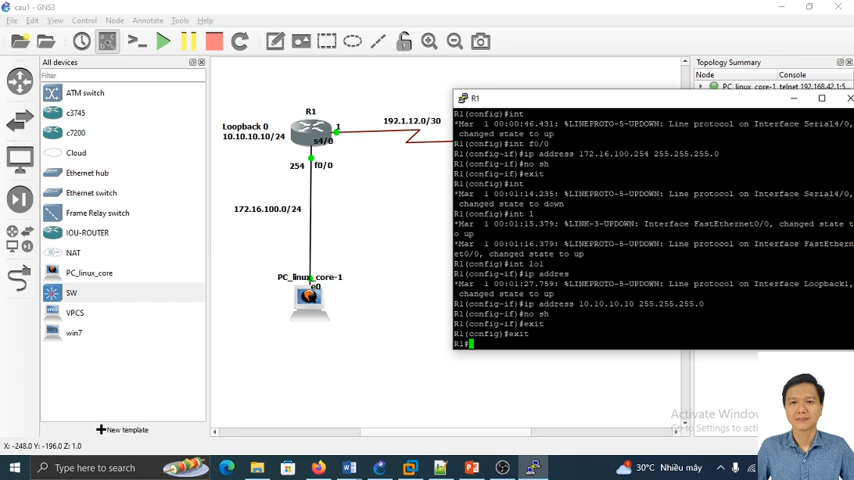 cau1 - GNS3
File Edit View Control Node Annotate Tools Help
All devices
Filter
ATM switch
c3745
c7200
Cloud
Ethernet hub
Ethernet switch
Frame Relay switch
IOU-ROUTER
NAT
PC_linux_core
SW
VPCS
win7
New template
X: -248.0 Y: -196.0 Z: 1.0
R1
Loopback 0
10.10.10.10/24
1
192.1.12.0/30
s4/0
254
f0/0
172.16.100.0/24
PC_linux_core-1
e0
Topology Summary
Node Console
PC_linux_core-1 telnet 192.168.42.1:5
R1
R1(config)#int
*Mar 1 00:00:46.431: %LINEPROTO-5-UPDOWN: Line protocol on Interface Serial4/0,
changed state to up
R1(config)#int f0/0
R1(config-if)#ip address 172.16.100.254 255.255.255.0
R1(config-if)#no sh
R1(config-if)#exit
R1(config)#int
*Mar 1 00:01:14.235: %LINEPROTO-5-UPDOWN: Line protocol on Interface Serial4/0,
changed state to down
R1(config)#int l
*Mar 1 00:01:15.379: %LINK-3-UPDOWN: Interface FastEthernet0/0, changed state t
o up
*Mar 1 00:01:16.379: %LINEPROTO-5-UPDOWN: Line protocol on Interface FastEthern
et0/0, changed state to up
R1(config)#int lo1
R1(config-if)#ip addres
*Mar 1 00:01:27.759: %LINEPROTO-5-UPDOWN: Line protocol on Interface Loopback1,
changed state to up
R1(config-if)#ip address 10.10.10.10 255.255.255.0
R1(config-if)#no sh
R1(config-if)#exit
R1(config)#exit
R1#
Activate Window
Go to Settings to activ
Type here to search
30°C Nhiều mây